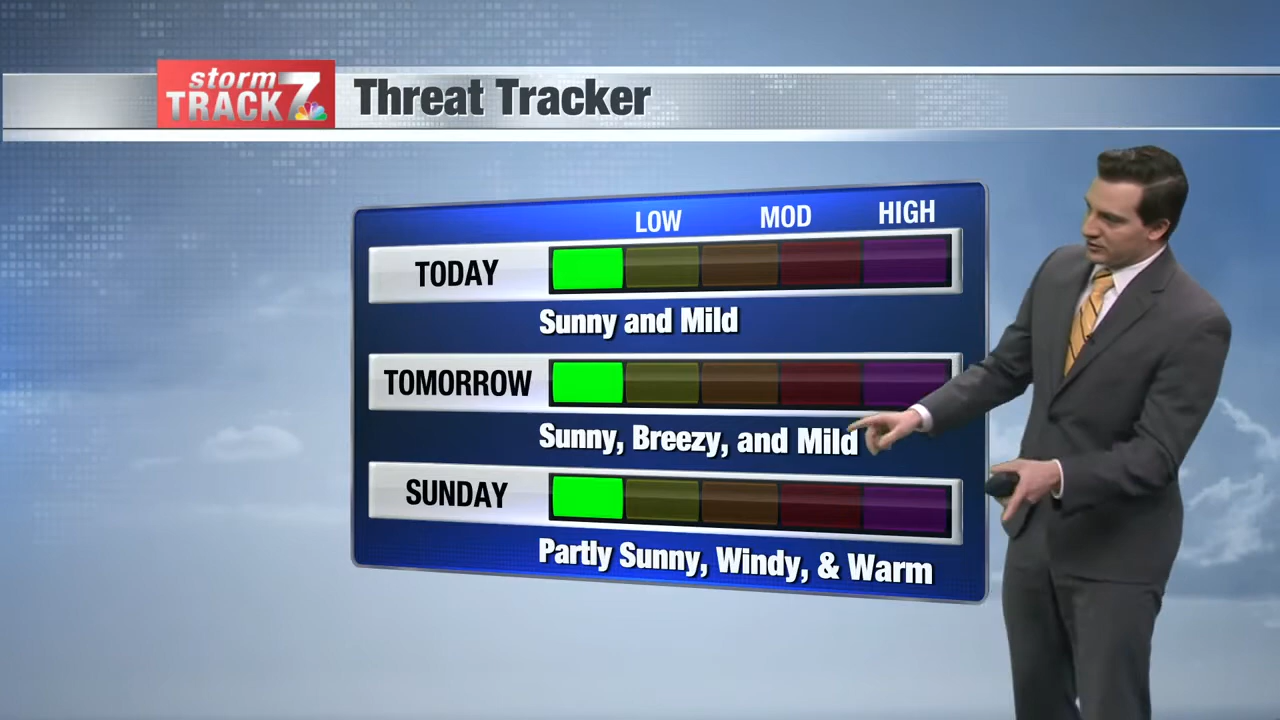 storm
TRACK 7
Threat Tracker
LOW MOD HIGH
TODAY
Sunny and Mild
TOMORROW
Sunny, Breezy, and Mild
SUNDAY
Partly Sunny, Windy, & Warm